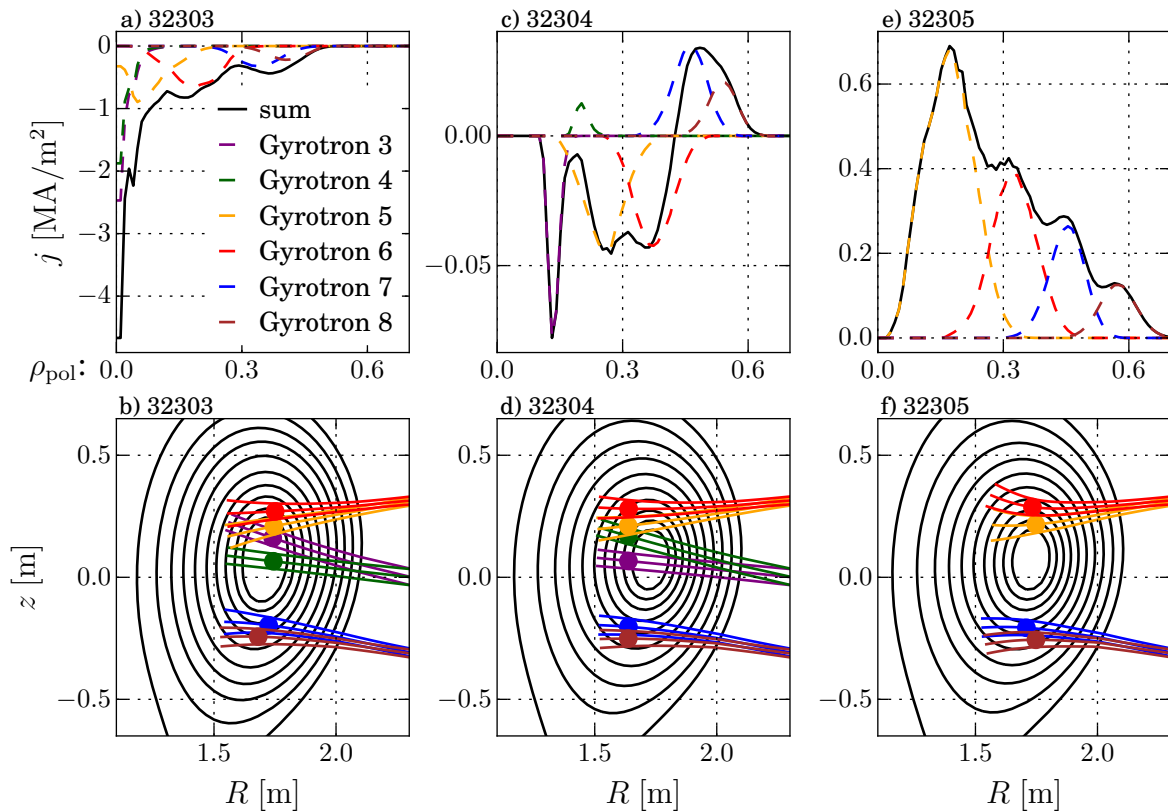 a) 32303
c) 32304
e) 32305
j [MA/m²]
0
−1
−2
−3
−4
sum
Gyrotron 3
Gyrotron 4
Gyrotron 5
Gyrotron 6
Gyrotron 7
Gyrotron 8
0.00
−0.05
0.6
0.4
0.2
0.0
ρpol:
0.0 0.3 0.6
0.0 0.3 0.6
0.0 0.3 0.6
b) 32303
d) 32304
f) 32305
z [m]
0.5
0.0
−0.5
0.5
0.0
−0.5
0.5
0.0
−0.5
1.5 2.0
1.5 2.0
1.5 2.0
R [m]
R [m]
R [m]